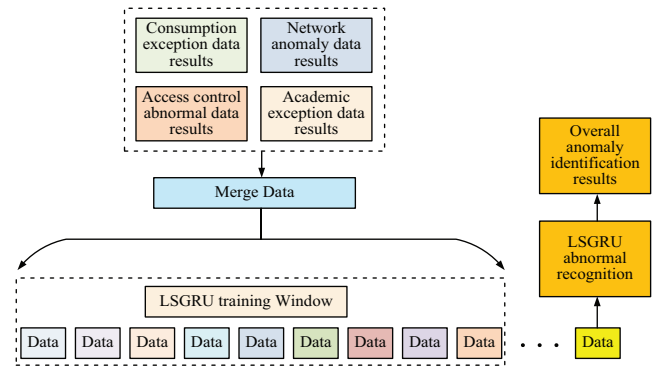 Consumption
exception data
results
Network
anomaly data
results
Access control
abnormal data
results
Academic
exception data
results
Merge Data
Overall
anomaly
identification
results
LSGRU
abnormal
recognition
LSGRU training Window
Data Data Data Data Data Data Data Data Data . . . Data